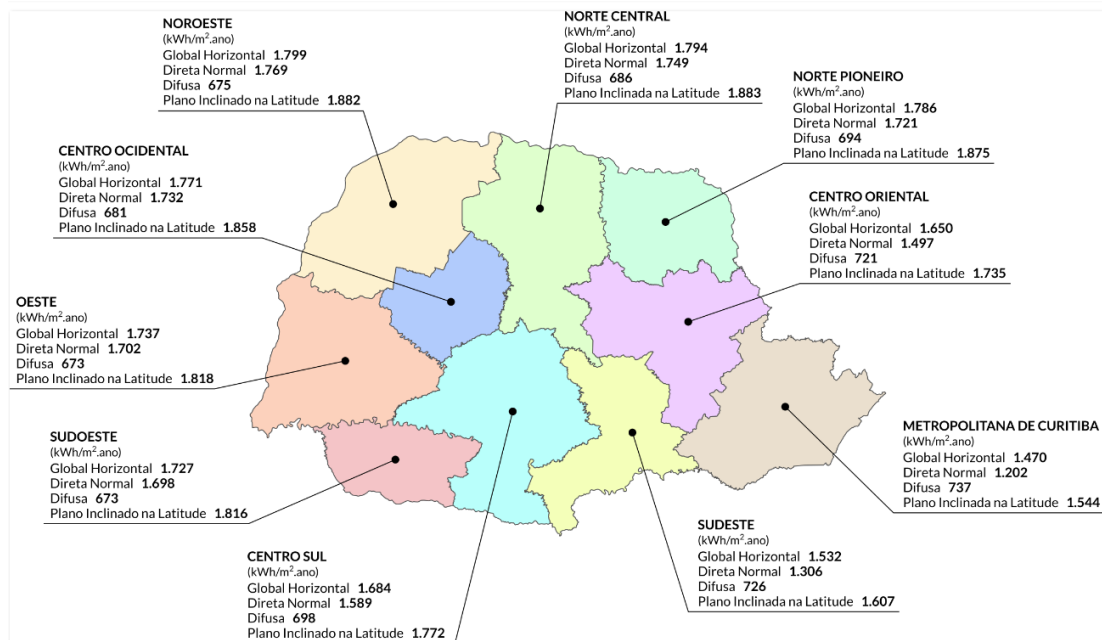 NOROESTE
(kWh/m².ano)
Global Horizontal 1.799
Direta Normal 1.769
Difusa 675
Plano Inclinado na Latitude 1.882
NORTE CENTRAL
(kWh/m².ano)
Global Horizontal 1.794
Direta Normal 1.749
Difusa 686
Plano Inclinada na Latitude 1.883
NORTE PIONEIRO
(kWh/m².ano)
Global Horizontal 1.786
Direta Normal 1.721
Difusa 694
Plano Inclinada na Latitude 1.875
CENTRO OCIDENTAL
(kWh/m².ano)
Global Horizontal 1.771
Direta Normal 1.732
Difusa 681
Plano Inclinado na Latitude 1.858
CENTRO ORIENTAL
(kWh/m².ano)
Global Horizontal 1.650
Direta Normal 1.497
Difusa 721
Plano Inclinada na Latitude 1.735
OESTE
(kWh/m².ano)
Global Horizontal 1.737
Direta Normal 1.702
Difusa 673
Plano Inclinado na Latitude 1.818
SUDOESTE
(kWh/m².ano)
Global Horizontal 1.727
Direta Normal 1.698
Difusa 673
Plano Inclinado na Latitude 1.816
METROPOLITANA DE CURITIBA
(kWh/m².ano)
Global Horizontal 1.470
Direta Normal 1.202
Difusa 737
Plano Inclinada na Latitude 1.544
SUDESTE
(kWh/m².ano)
Global Horizontal 1.532
Direta Normal 1.306
Difusa 726
Plano Inclinada na Latitude 1.607
CENTRO SUL
(kWh/m².ano)
Global Horizontal 1.684
Direta Normal 1.589
Difusa 698
Plano Inclinado na Latitude 1.772